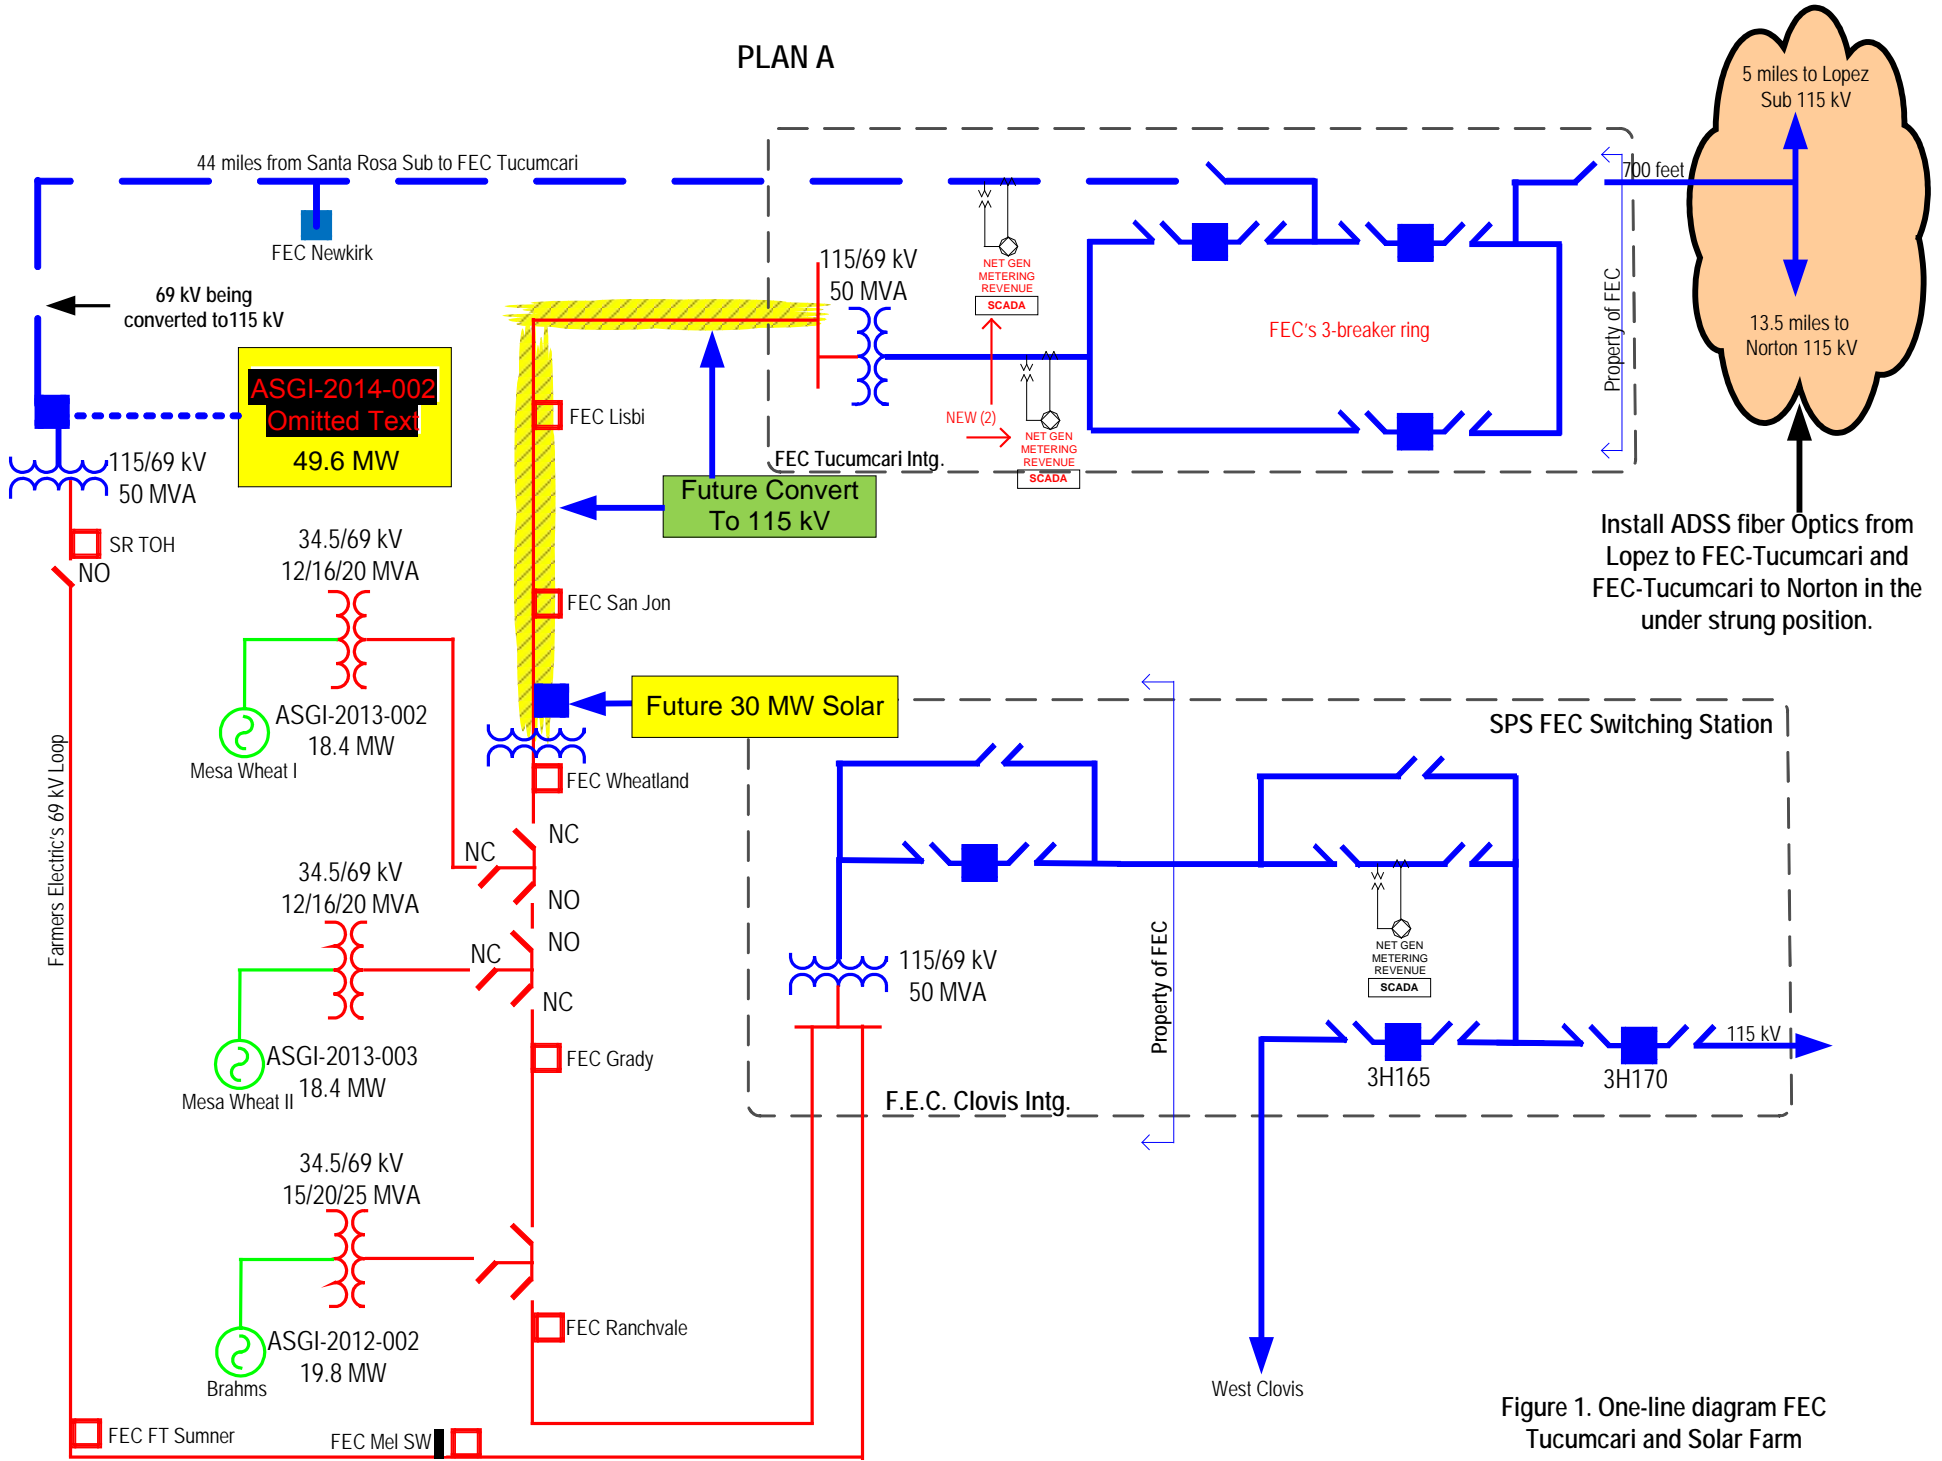 PLAN A
5 miles to Lopez
Sub 115 kV
44 miles from Santa Rosa Sub to FEC Tucumcari
700 feet
FEC Newkirk
69 kV being
converted to115 kV
115/69 kV
50 MVA
NET GEN
METERING
REVENUE
SCADA
FEC's 3-breaker ring
Property of FEC
13.5 miles to
Norton 115 kV
ASGI-2014-002
Omitted Text
49.6 MW
FEC Lisbi
NEW (2)
NET GEN
METERING
REVENUE
SCADA
FEC Tucumcari Intg.
115/69 kV
50 MVA
Future Convert
To 115 kV
Install ADSS fiber Optics from
Lopez to FEC-Tucumcari and
FEC-Tucumcari to Norton in the
under strung position.
SR TOH
NO
34.5/69 kV
12/16/20 MVA
FEC San Jon
ASGI-2013-002
18.4 MW
Mesa Wheat I
Future 30 MW Solar
SPS FEC Switching Station
FEC Wheatland
Farmers Electric's 69 kV Loop
NC
NC
NO
34.5/69 kV
12/16/20 MVA
NO
NC
NC
115/69 kV
50 MVA
Property of FEC
NET GEN
METERING
REVENUE
SCADA
ASGI-2013-003
18.4 MW
Mesa Wheat II
FEC Grady
115 kV
3H165
3H170
F.E.C. Clovis Intg.
34.5/69 kV
15/20/25 MVA
ASGI-2012-002
19.8 MW
Brahms
FEC Ranchvale
West Clovis
FEC FT Sumner
FEC Mel SW
Figure 1. One-line diagram FEC
Tucumcari and Solar Farm